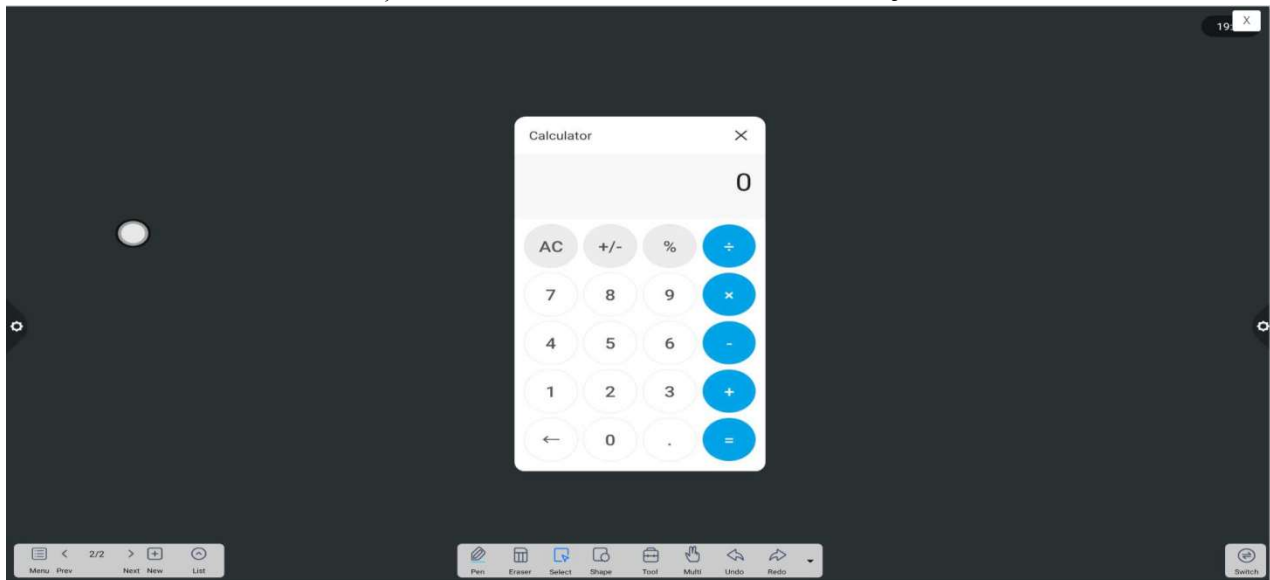 19: X
Calculator ×
0
AC +/- % ÷
7 8 9 ×
4 5 6 -
1 2 3 +
← 0 . =
2/2
Menu Prev Next New List
Pen Eraser Select Shape Tool Multi Undo Redo
Switch